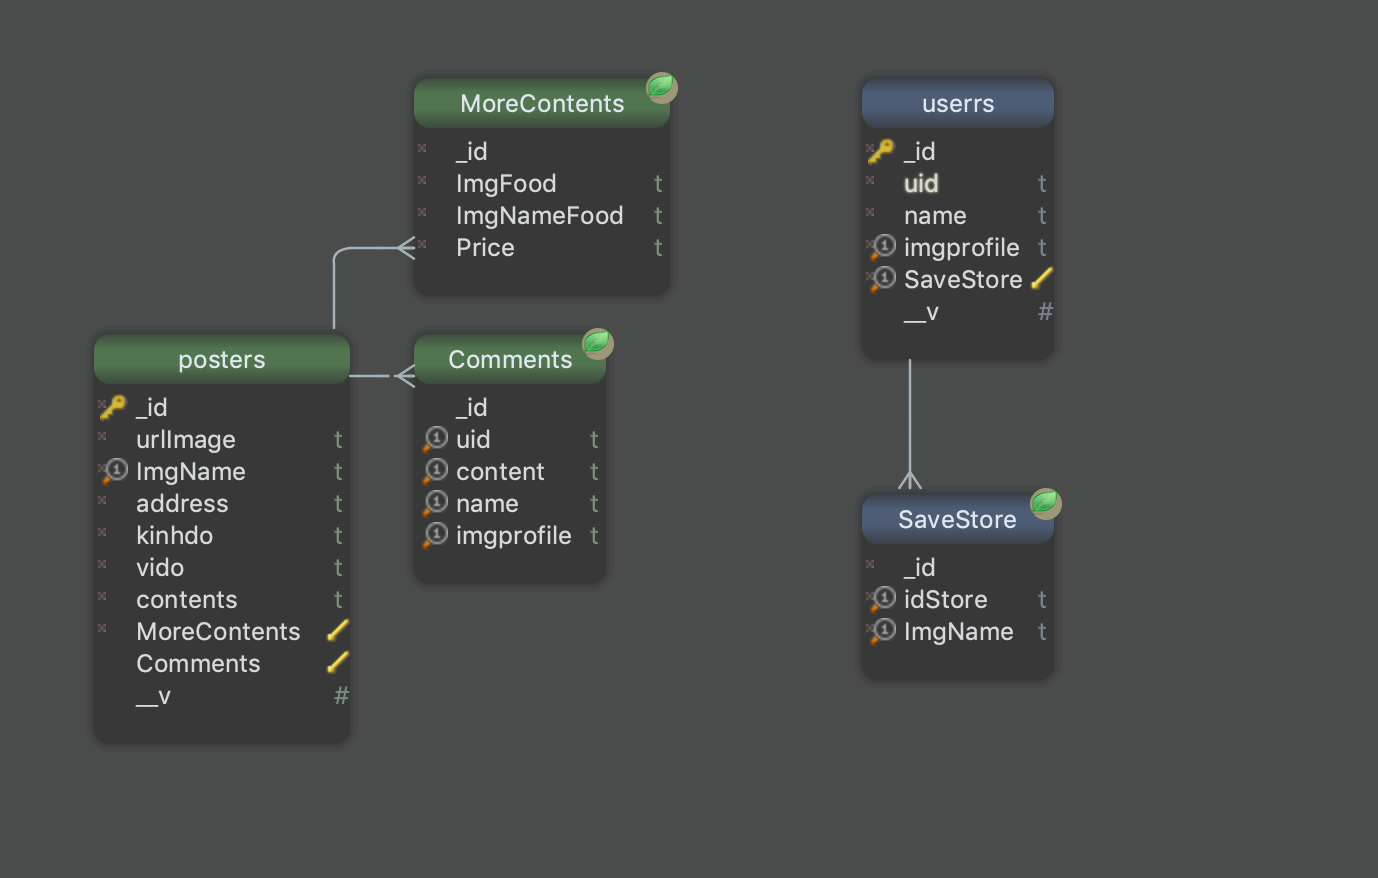 MoreContents
_id
ImgFood t
ImgNameFood t
Price t
userrs
_id
uid t
name t
imgprofile t
SaveStore
__v #
posters
_id
urlImage t
ImgName t
address t
kinhdo t
vido t
contents t
MoreContents
Comments
__v #
Comments
_id
uid t
content t
name t
imgprofile t
SaveStore
_id
idStore t
ImgName t